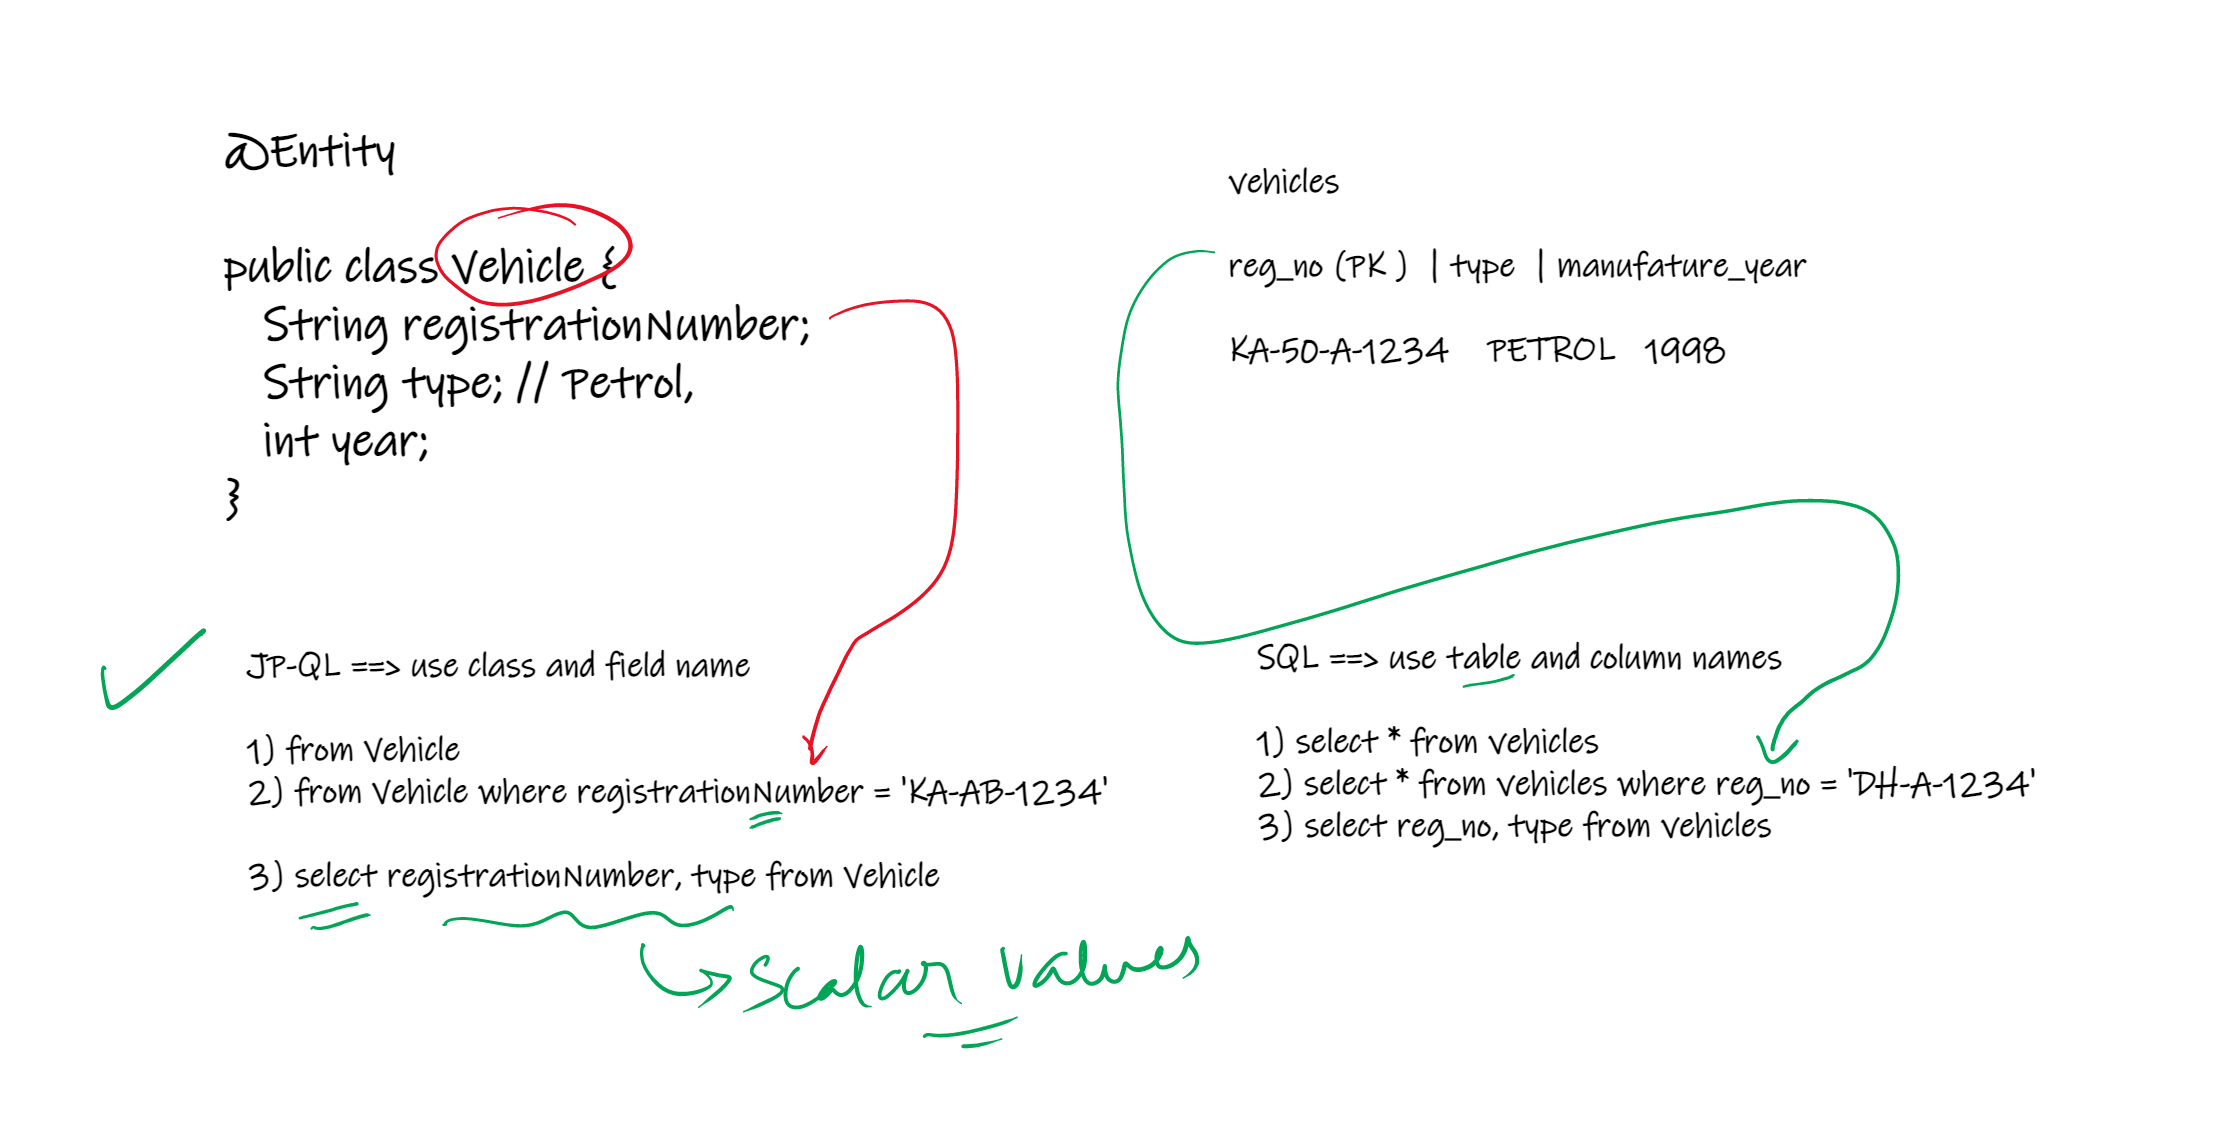 @Entity
public class Vehicle {
String registrationNumber;
String type; // Petrol,
int year;
}
vehicles
reg_no (PK ) | type | manufature_year
KA-50-A-1234 PETROL 1998
JP-QL ==> use class and field name
1) from Vehicle
2) from Vehicle where registrationNumber = 'KA-AB-1234'
3) select registrationNumber, type from Vehicle
scalar values
SQL ==> use table and column names
1) select * from vehicles
2) select * from vehicles where reg_no = 'DH-A-1234'
3) select reg_no, type from vehicles